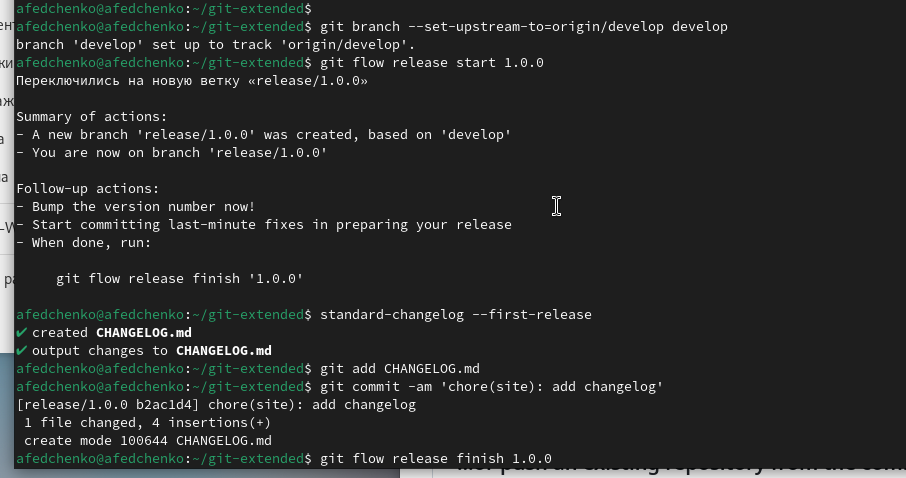 afedchenko@afedchenko:~/git-extended$
afedchenko@afedchenko:~/git-extended$ git branch --set-upstream-to=origin/develop develop
branch 'develop' set up to track 'origin/develop'.
afedchenko@afedchenko:~/git-extended$ git flow release start 1.0.0
Переключились на новую ветку «release/1.0.0»
Summary of actions:
- A new branch 'release/1.0.0' was created, based on 'develop'
- You are now on branch 'release/1.0.0'
Follow-up actions:
- Bump the version number now!
- Start committing last-minute fixes in preparing your release
- When done, run:
git flow release finish '1.0.0'
afedchenko@afedchenko:~/git-extended$ standard-changelog --first-release
✔ created CHANGELOG.md
✔ output changes to CHANGELOG.md
afedchenko@afedchenko:~/git-extended$ git add CHANGELOG.md
afedchenko@afedchenko:~/git-extended$ git commit -am 'chore(site): add changelog'
[release/1.0.0 b2ac1d4] chore(site): add changelog
1 file changed, 4 insertions(+)
create mode 100644 CHANGELOG.md
afedchenko@afedchenko:~/git-extended$ git flow release finish 1.0.0